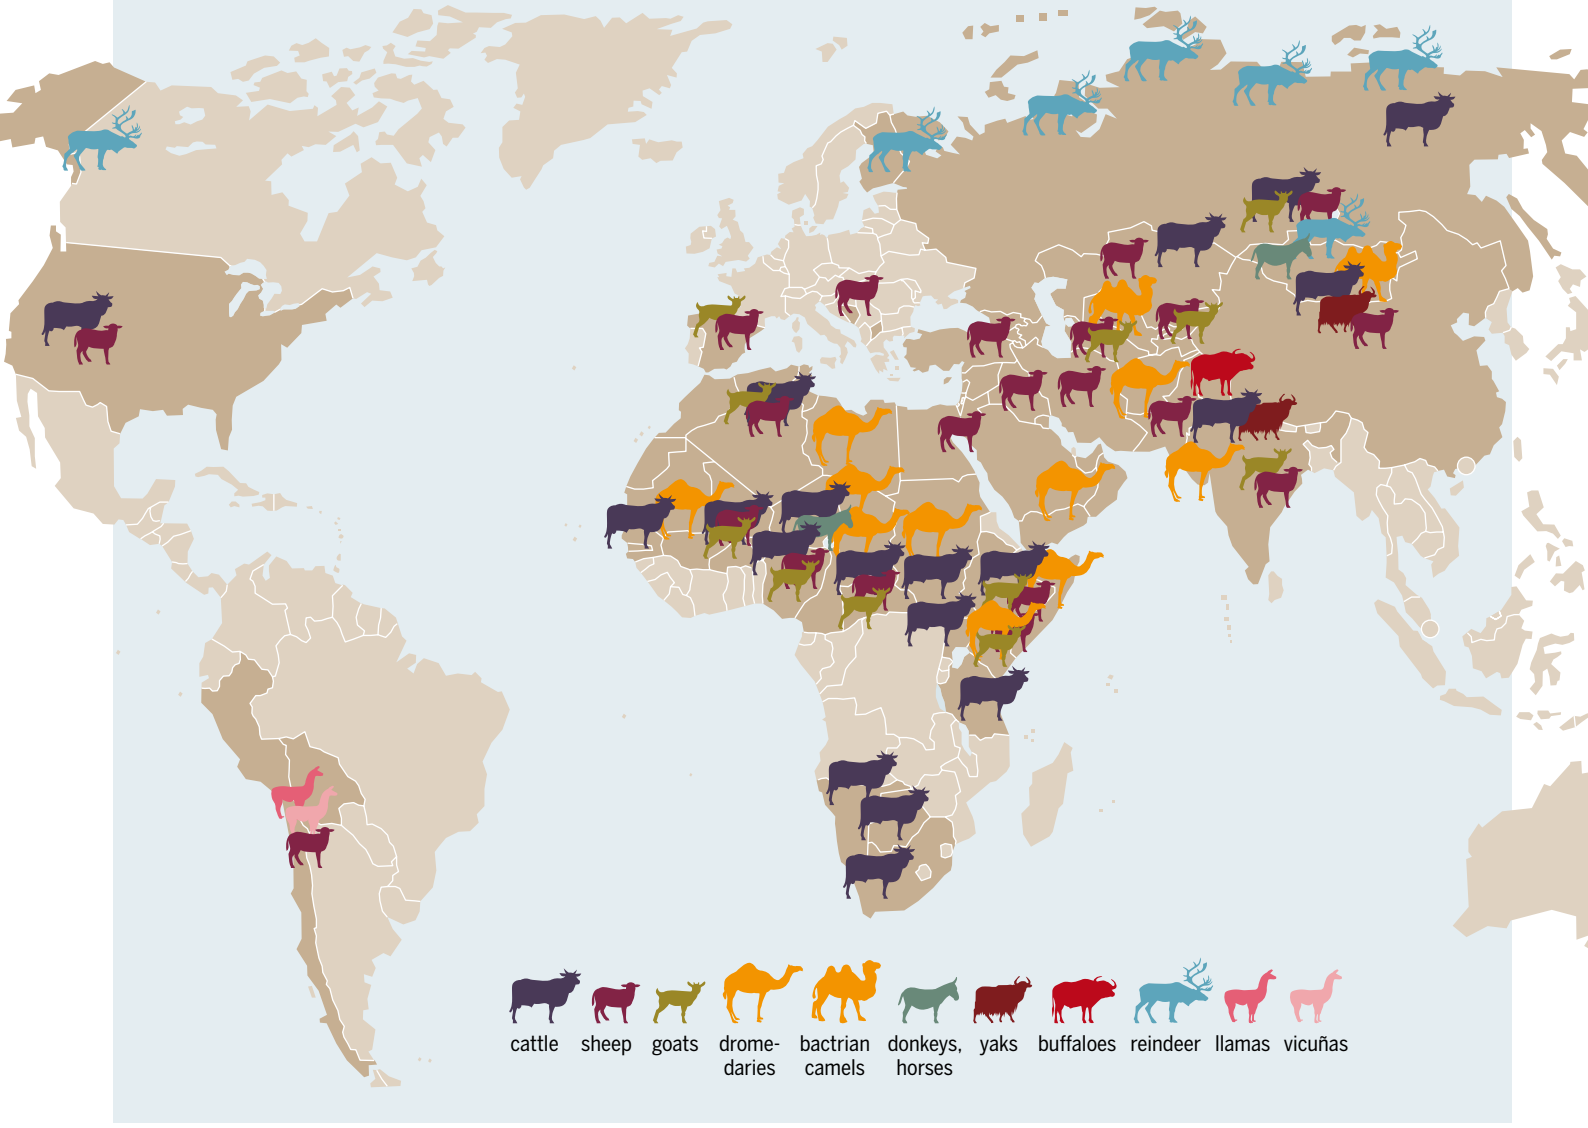 cattle sheep goats drome- bactrian donkeys, yaks buffaloes reindeer llamas vicuñas
daries camels horses